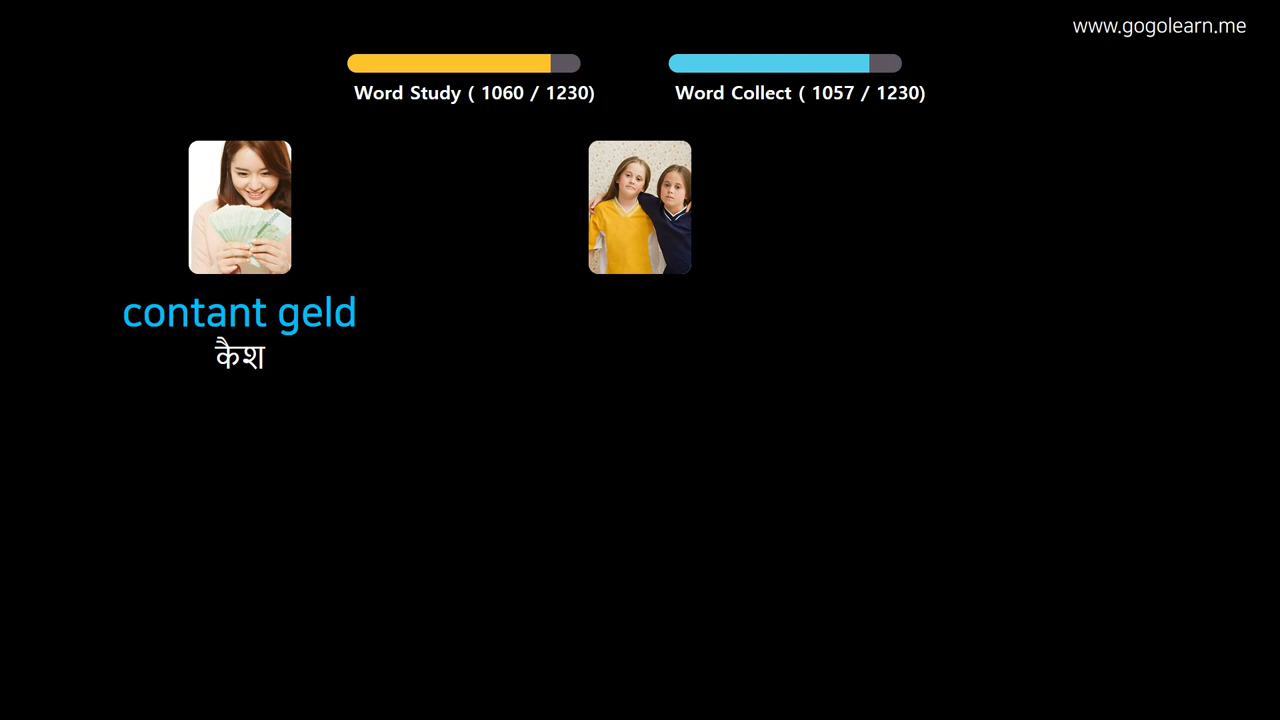 www.gogolearn.me
Word Study ( 1060 / 1230)
Word Collect ( 1057 / 1230)
contant geld
कैश